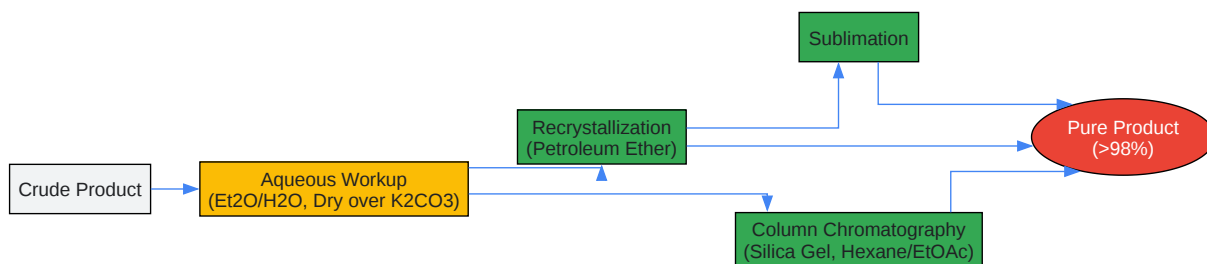 Crude Product
Aqueous Workup
(Et2O/H2O, Dry over K2CO3)
Recrystallization
(Petroleum Ether)
Sublimation
Column Chromatography
(Silica Gel, Hexane/EtOAc)
Pure Product
(>98%)